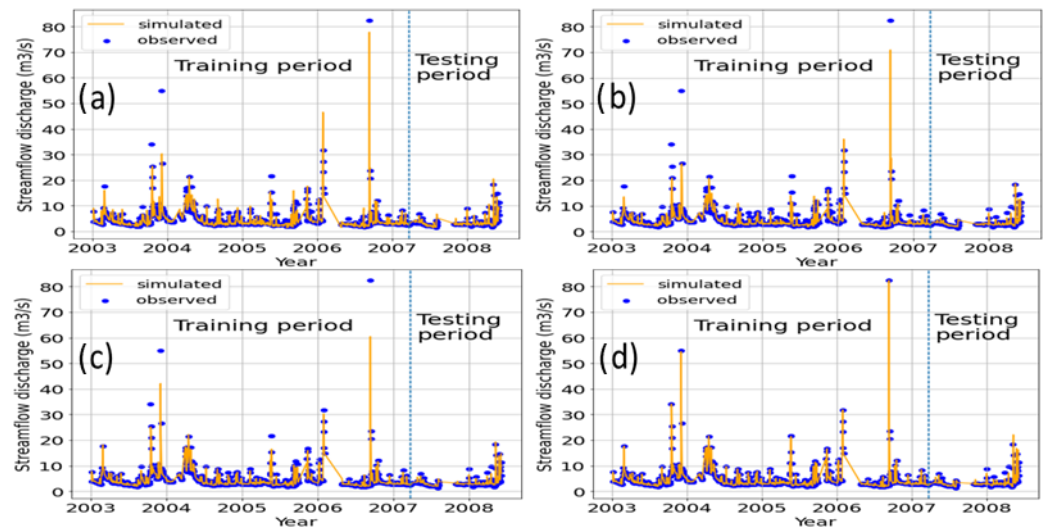 simulated
observed
Training period
Testing
period
(a)
Streamflow discharge (m3/s)
80
70
60
50
40
30
20
10
0
2003 2004 2005 2006 2007 2008
Year
simulated
observed
Training period
Testing
period
(b)
Streamflow discharge (m3/s)
80
70
60
50
40
30
20
10
0
2003 2004 2005 2006 2007 2008
Year
simulated
observed
Training period
Testing
period
(c)
Streamflow discharge (m3/s)
80
70
60
50
40
30
20
10
0
2003 2004 2005 2006 2007 2008
Year
simulated
observed
Training period
Testing
period
(d)
Streamflow discharge (m3/s)
80
70
60
50
40
30
20
10
0
2003 2004 2005 2006 2007 2008
Year